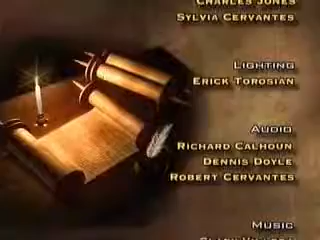 CHARLES JONES
SYLVIA CERVANTES
LIGHTING
ERICK TOROSIAN
AUDIO
RICHARD CALHOUN
DENNIS DOYLE
ROBERT CERVANTES
MUSIC